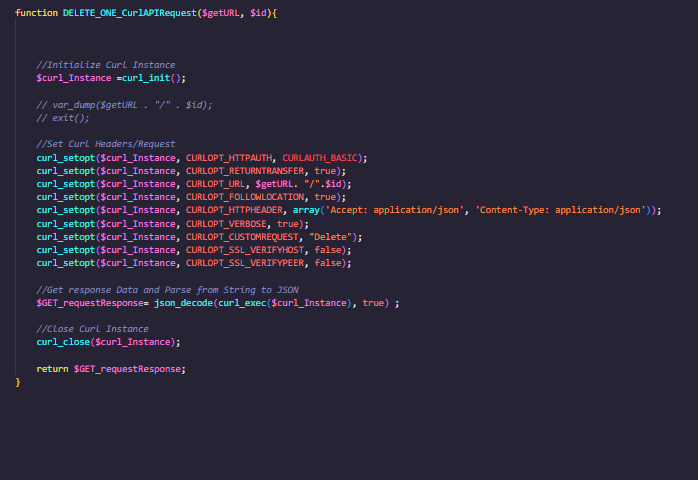 function DELETE_ONE_CurlAPIRequest($getURL, $id){
//Initialize Curl Instance
$curl_Instance =curl_init();
// var_dump($getURL . "/" . $id);
// exit();
//Set Curl Headers/Request
curl_setopt($curl_Instance, CURLOPT_HTTPAUTH, CURLAUTH_BASIC);
curl_setopt($curl_Instance, CURLOPT_RETURNTRANSFER, true);
curl_setopt($curl_Instance, CURLOPT_URL, $getURL. "/".$id);
curl_setopt($curl_Instance, CURLOPT_FOLLOWLOCATION, true);
curl_setopt($curl_Instance, CURLOPT_HTTPHEADER, array('Accept: application/json', 'Content-Type: application/json'));
curl_setopt($curl_Instance, CURLOPT_VERBOSE, true);
curl_setopt($curl_Instance, CURLOPT_CUSTOMREQUEST, "Delete");
curl_setopt($curl_Instance, CURLOPT_SSL_VERIFYHOST, false);
curl_setopt($curl_Instance, CURLOPT_SSL_VERIFYPEER, false);
//Get response Data and Parse from String to JSON
$GET_requestResponse= json_decode(curl_exec($curl_Instance), true) ;
//Close Curl Instance
curl_close($curl_Instance);
return $GET_requestResponse;
}